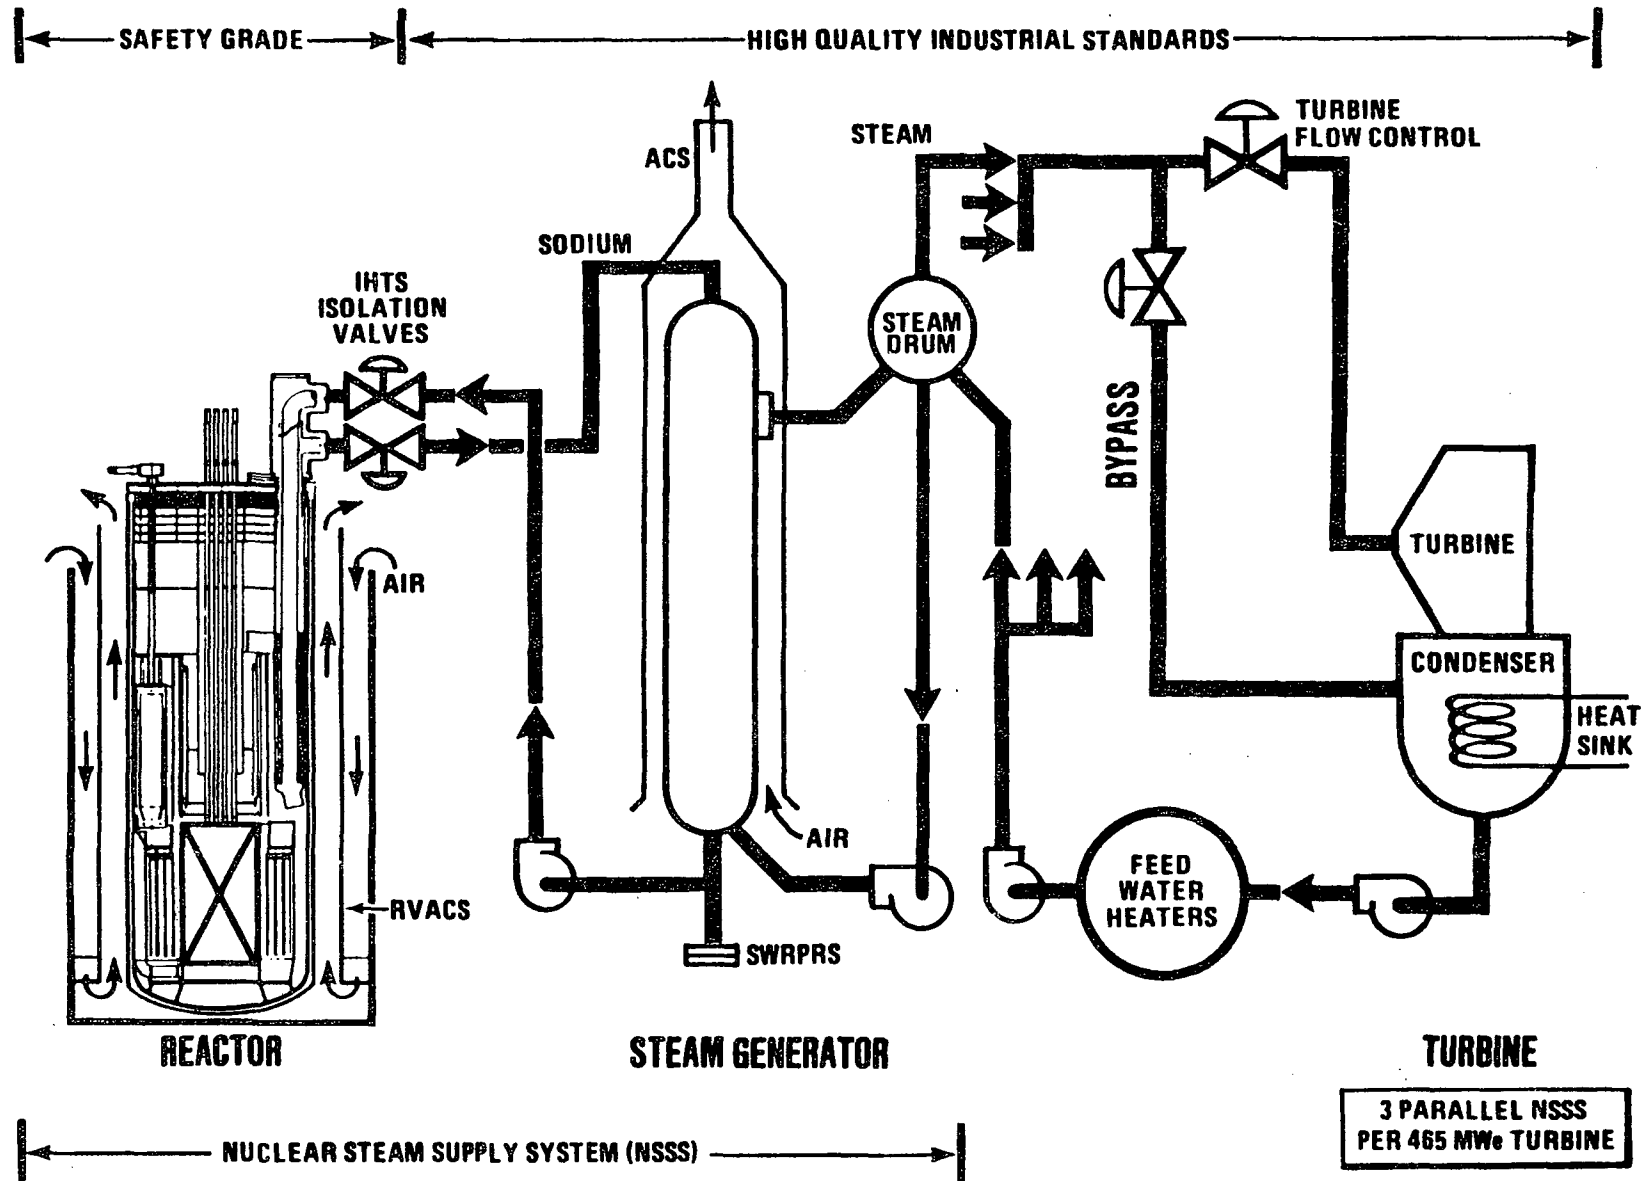 SAFETY GRADE
HIGH QUALITY INDUSTRIAL STANDARDS
TURBINE
FLOW CONTROL
STEAM
ACS
SODIUM
IHTS
ISOLATION
VALVES
STEAM
DRUM
BYPASS
TURBINE
AIR
CONDENSER
HEAT
SINK
AIR
FEED
WATER
HEATERS
RVACS
SWRPRS
REACTOR
STEAM GENERATOR
TURBINE
3 PARALLEL NSSS
PER 465 MWe TURBINE
NUCLEAR STEAM SUPPLY SYSTEM (NSSS)